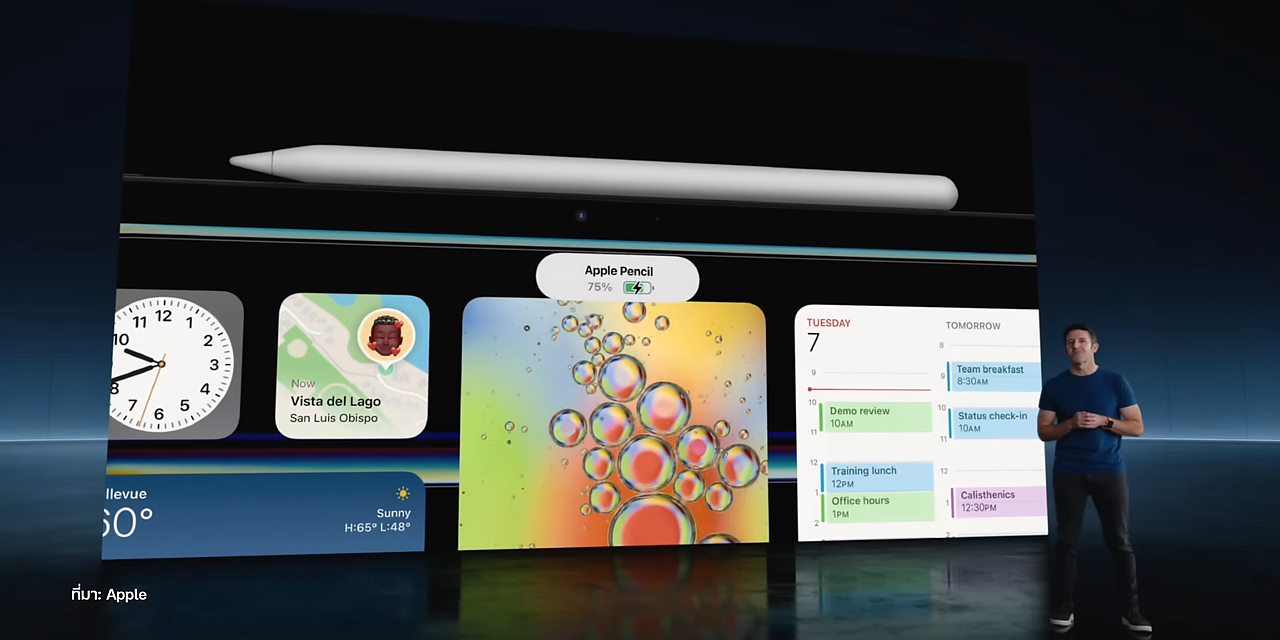 Apple Pencil
75%
11 12 1
10 2
3
4
7 6 5
Now
Vista del Lago
San Luis Obispo
llevue
60°
Sunny
H:65° L:48°
TUESDAY
7
TOMORROW
8
9
9
10
10
11
11
12
12
1
1
2
2
Team breakfast
8:30AM
Demo review
10AM
Status check-in
10AM
Training lunch
12PM
Office hours
1PM
Calisthenics
12:30PM
ที่มา: Apple